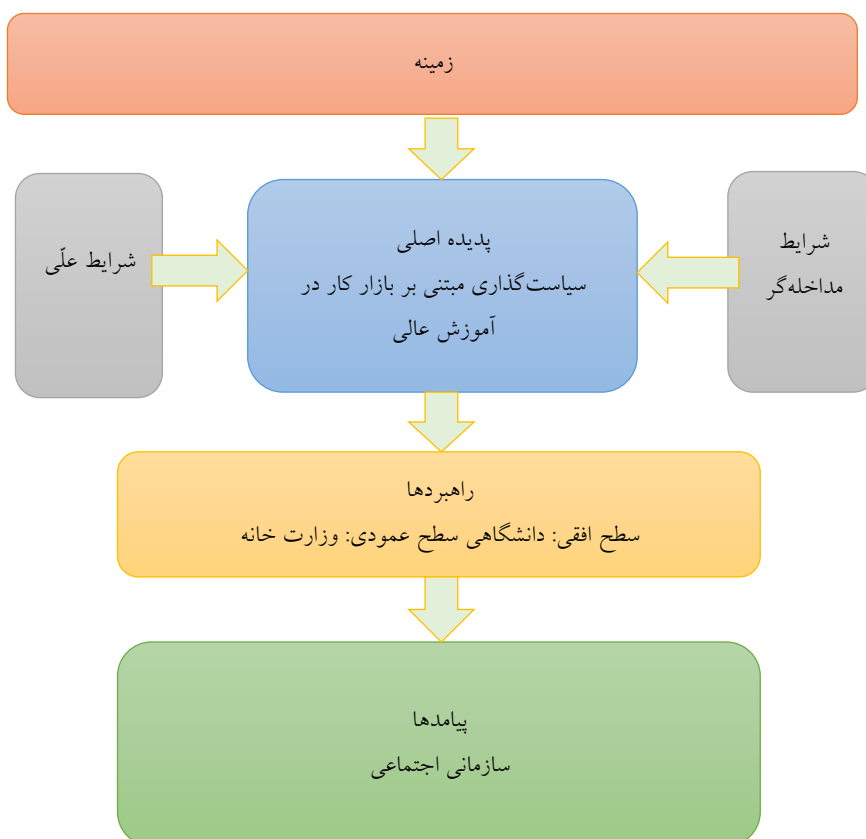 زمینه
شرایط
مداخله‌گر
پدیده اصلی
سیاست‌گذاری مبتنی بر بازار کار در
آموزش عالی
شرایط علّی
راهبردها
سطح افقی: دانشگاهی سطح عمودی: وزارت خانه
پیامدها
سازمانی اجتماعی